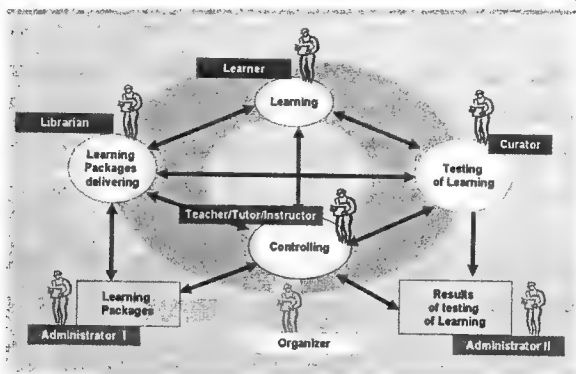 Learner
Learning
Librarian
Curator
Learning
Packages
delivering
Testing
of Learning
Teacher/Tutor/Instructor
Controlling
Learning
Packages
Results
of testing
of Learning
Administrator I
Organizer
Administrator II